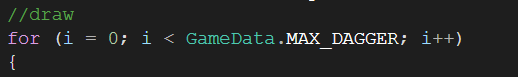 //draw
for (i = 0; i < GameData.MAX_DAGGER; i++)
{